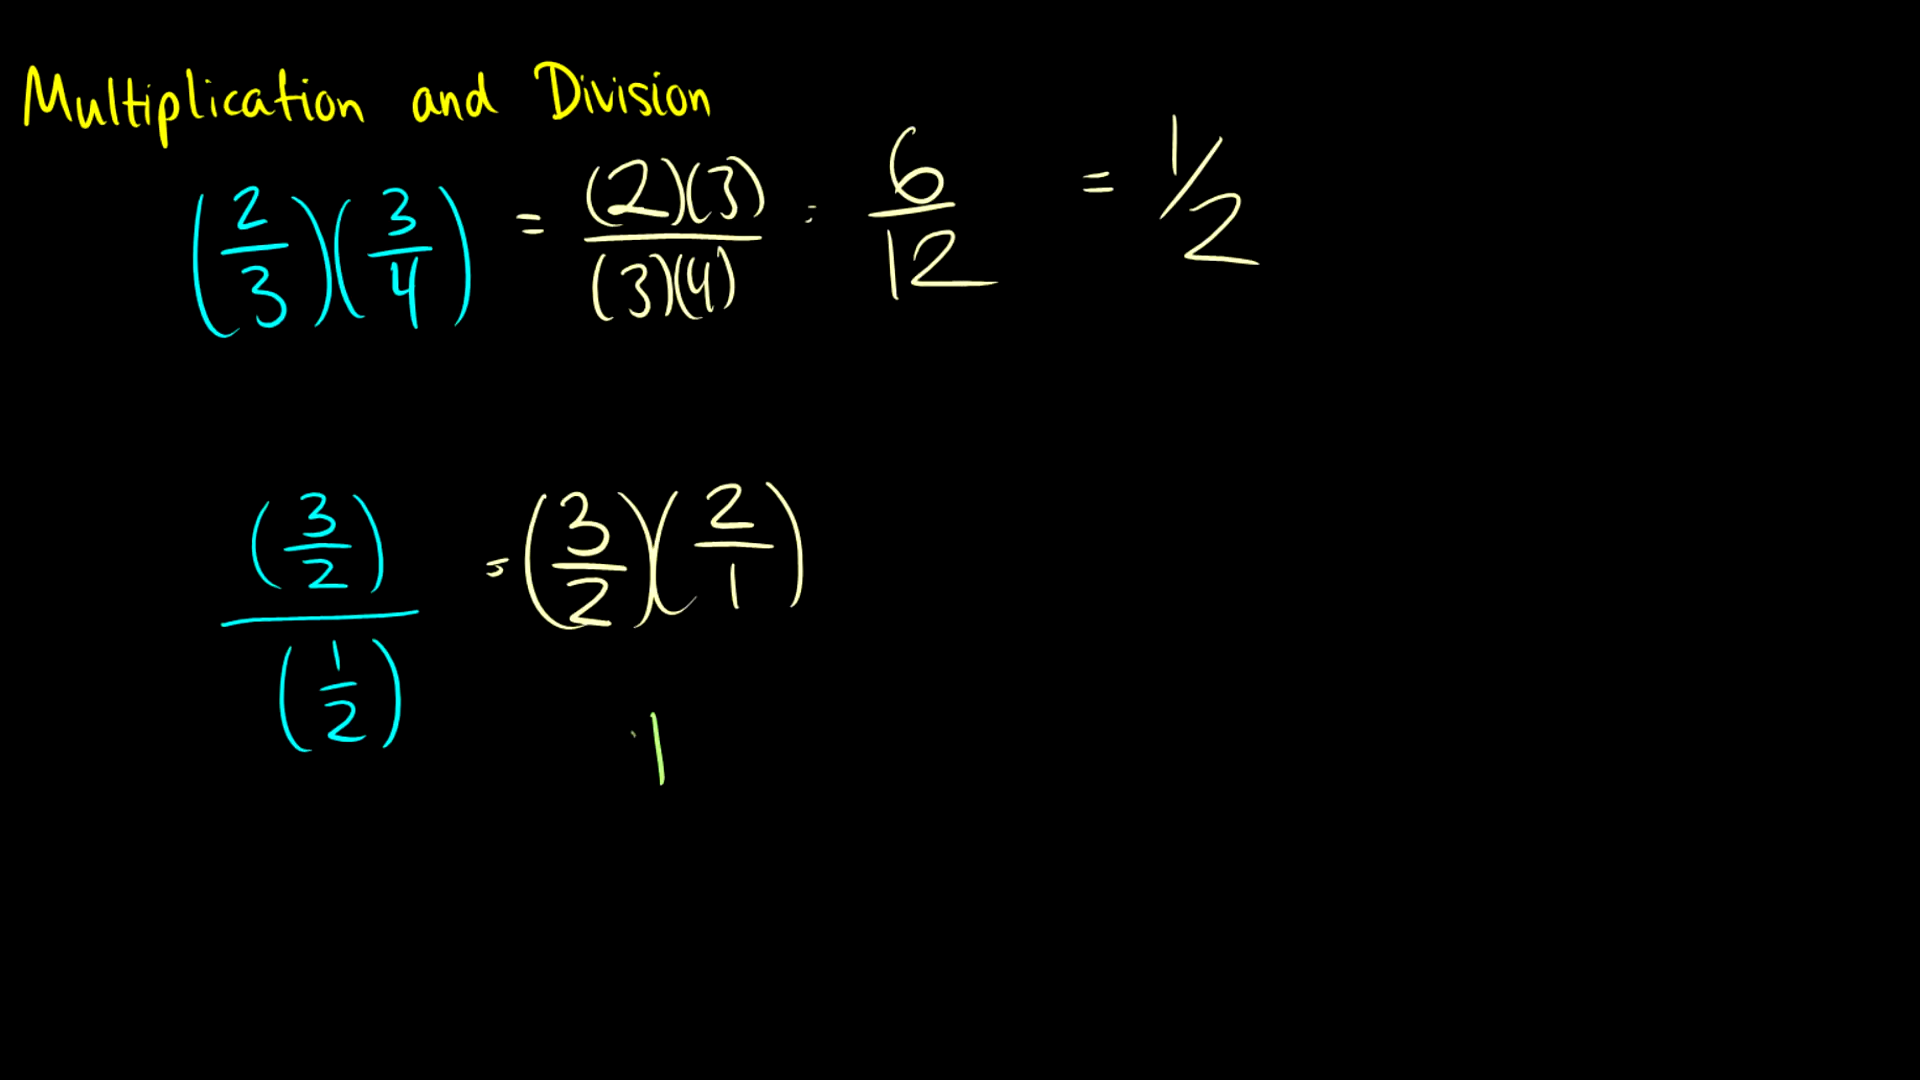 Multiplication and Division
(2/3)(3/4) = (2)(3)/(3)(4) = 6/12 = 1/2
(3/2)/(1/2) = (3/2)(2/1)